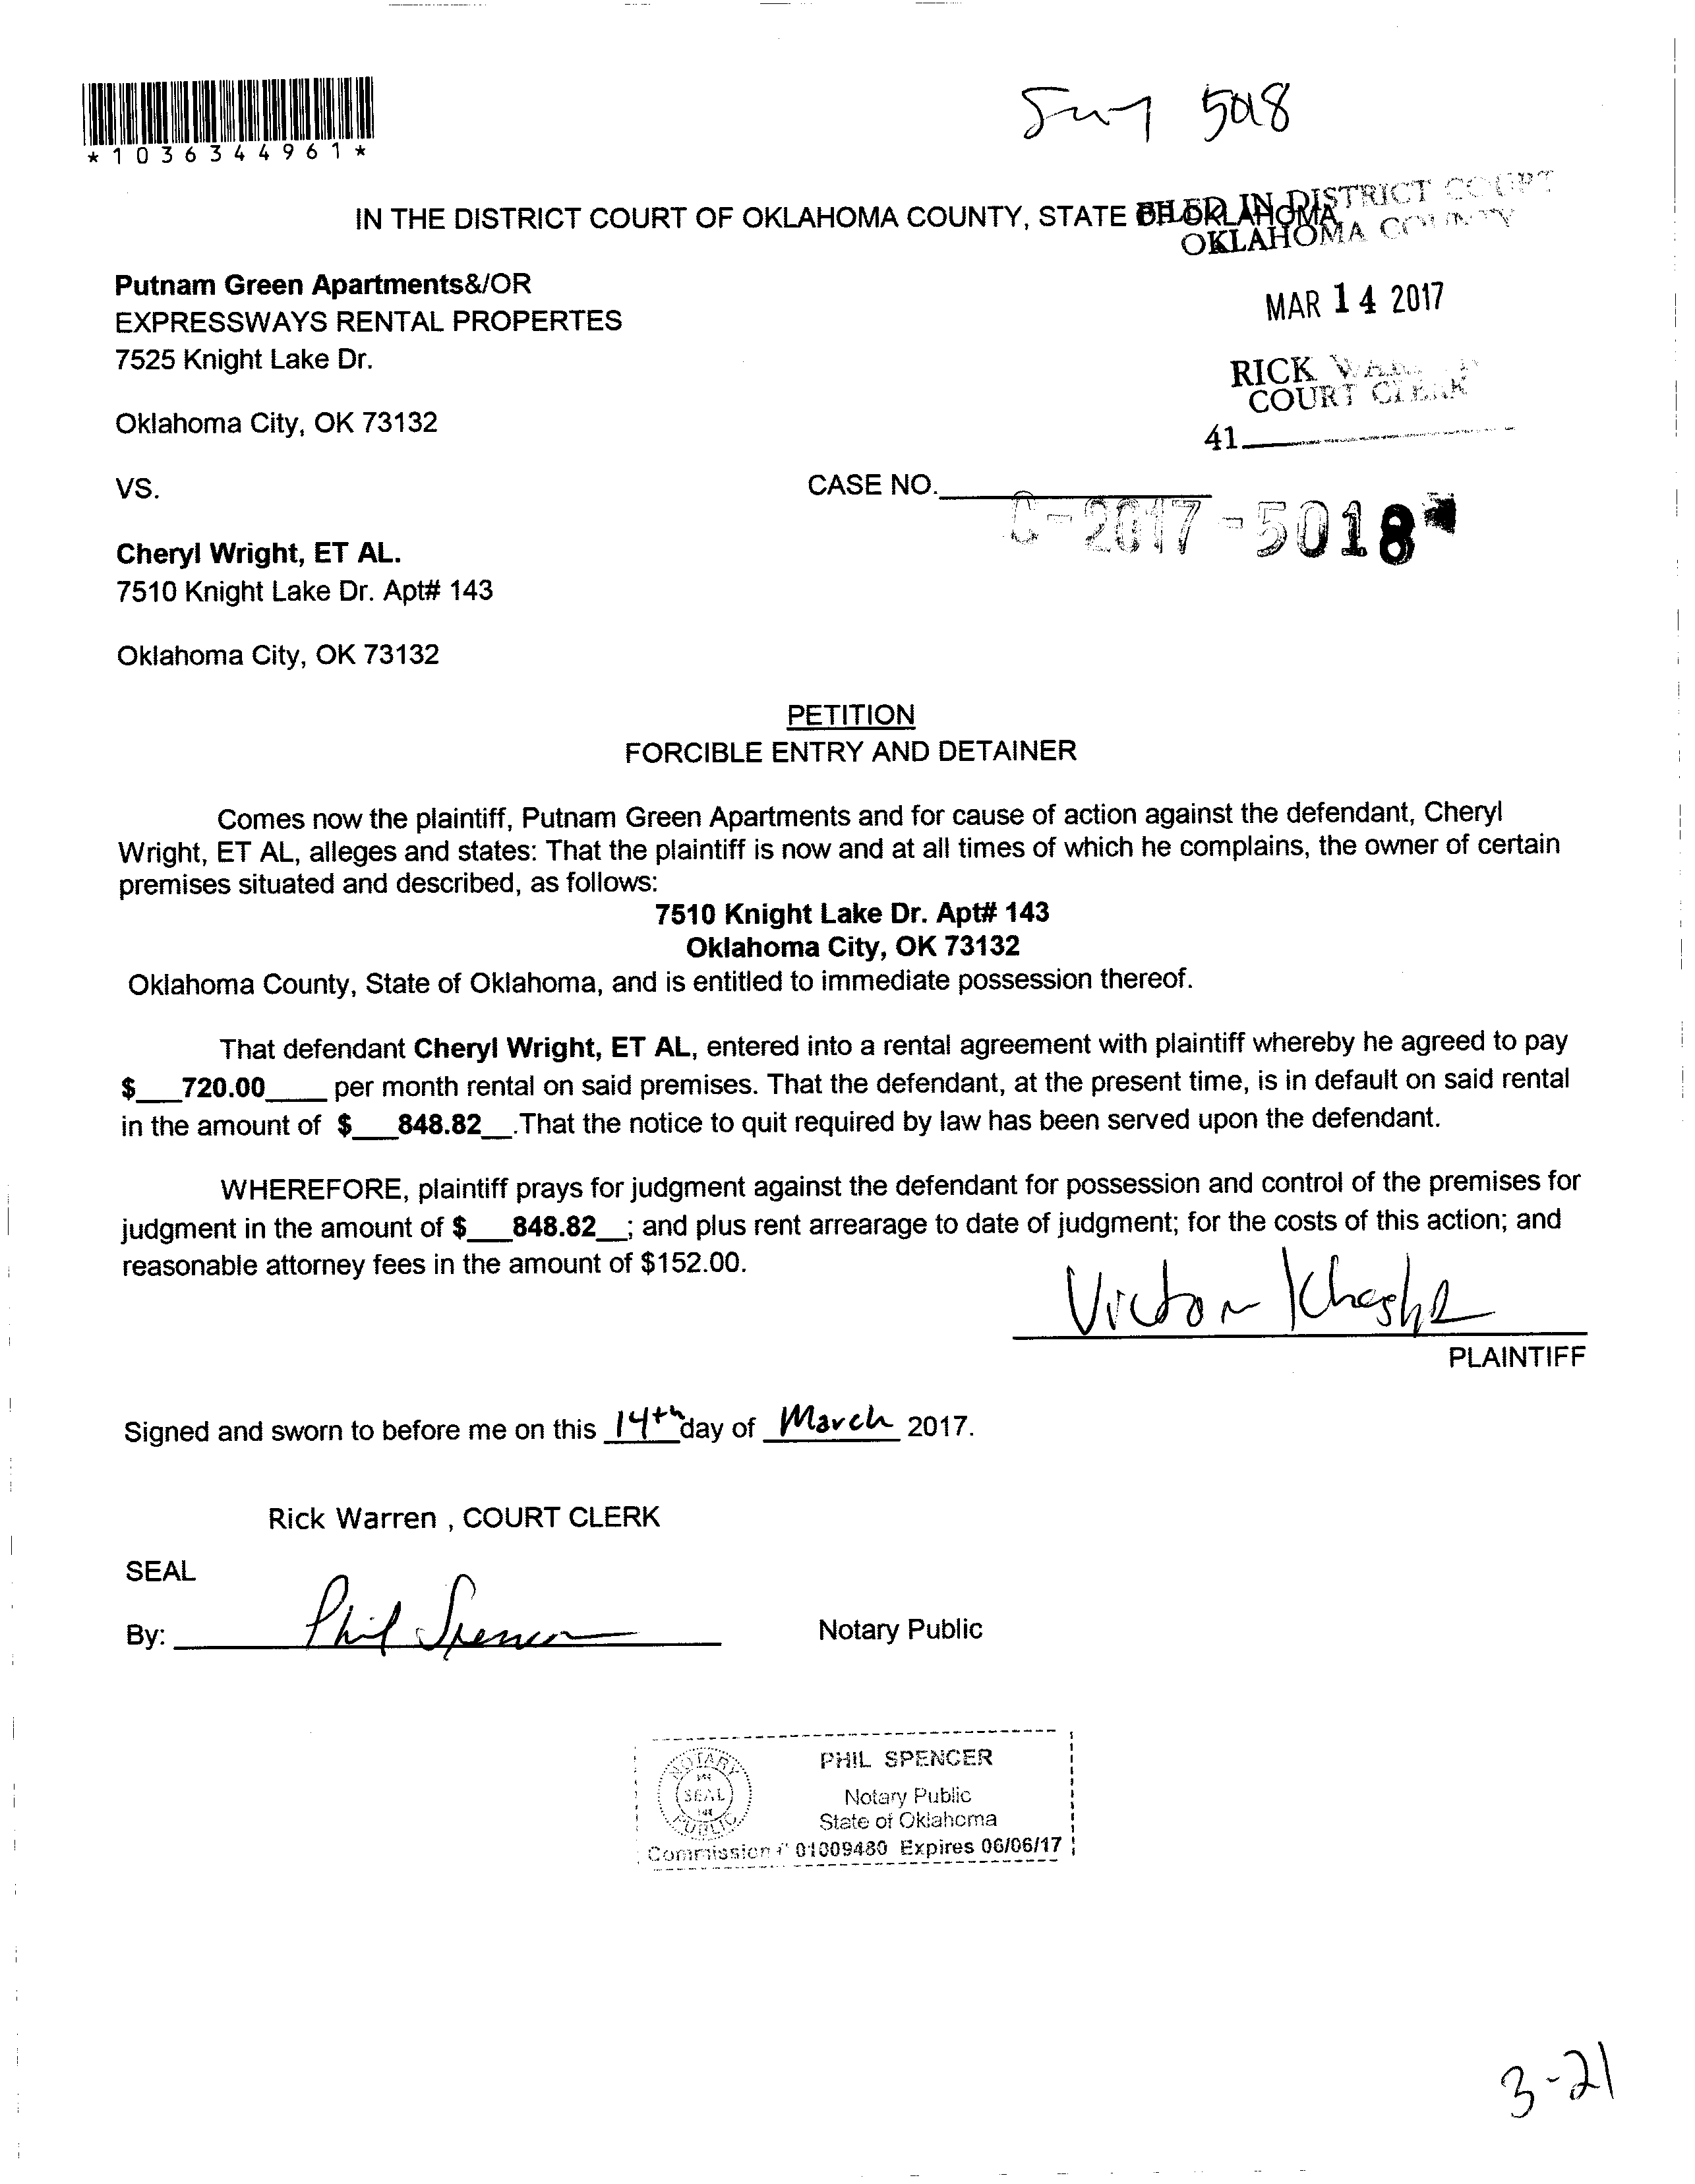 *1036344961*
5018
IN THE DISTRICT COURT OF OKLAHOMA COUNTY, STATE OF OKLAHOMA
FILED IN DISTRICT COURT
OKLAHOMA COUNTY
Putnam Green Apartments&/OR
EXPRESSWAYS RENTAL PROPERTES
7525 Knight Lake Dr.
MAR 14 2017
RICK WARREN
COURT CLERK
Oklahoma City, OK 73132
41
VS.
CASE NO.
C-2017-5018
Cheryl Wright, ET AL.
7510 Knight Lake Dr. Apt# 143
Oklahoma City, OK 73132
PETITION
FORCIBLE ENTRY AND DETAINER
Comes now the plaintiff, Putnam Green Apartments and for cause of action against the defendant, Cheryl
Wright, ET AL, alleges and states: That the plaintiff is now and at all times of which he complains, the owner of certain
premises situated and described, as follows:
7510 Knight Lake Dr. Apt# 143
Oklahoma City, OK 73132
Oklahoma County, State of Oklahoma, and is entitled to immediate possession thereof.
That defendant Cheryl Wright, ET AL, entered into a rental agreement with plaintiff whereby he agreed to pay
$___720.00____ per month rental on said premises. That the defendant, at the present time, is in default on said rental
in the amount of $___848.82__.That the notice to quit required by law has been served upon the defendant.
WHEREFORE, plaintiff prays for judgment against the defendant for possession and control of the premises for
judgment in the amount of $___848.82__; and plus rent arrearage to date of judgment; for the costs of this action; and
reasonable attorney fees in the amount of $152.00.
Victor
PLAINTIFF
Signed and sworn to before me on this 14th day of March 2017.
Rick Warren , COURT CLERK
SEAL
By: Phil Spencer Notary Public
NOTARY
SEAL
PUBLIC
PHIL SPENCER
Notary Public
State of Oklahoma
Commission # 01009480 Expires 06/06/17
3-21